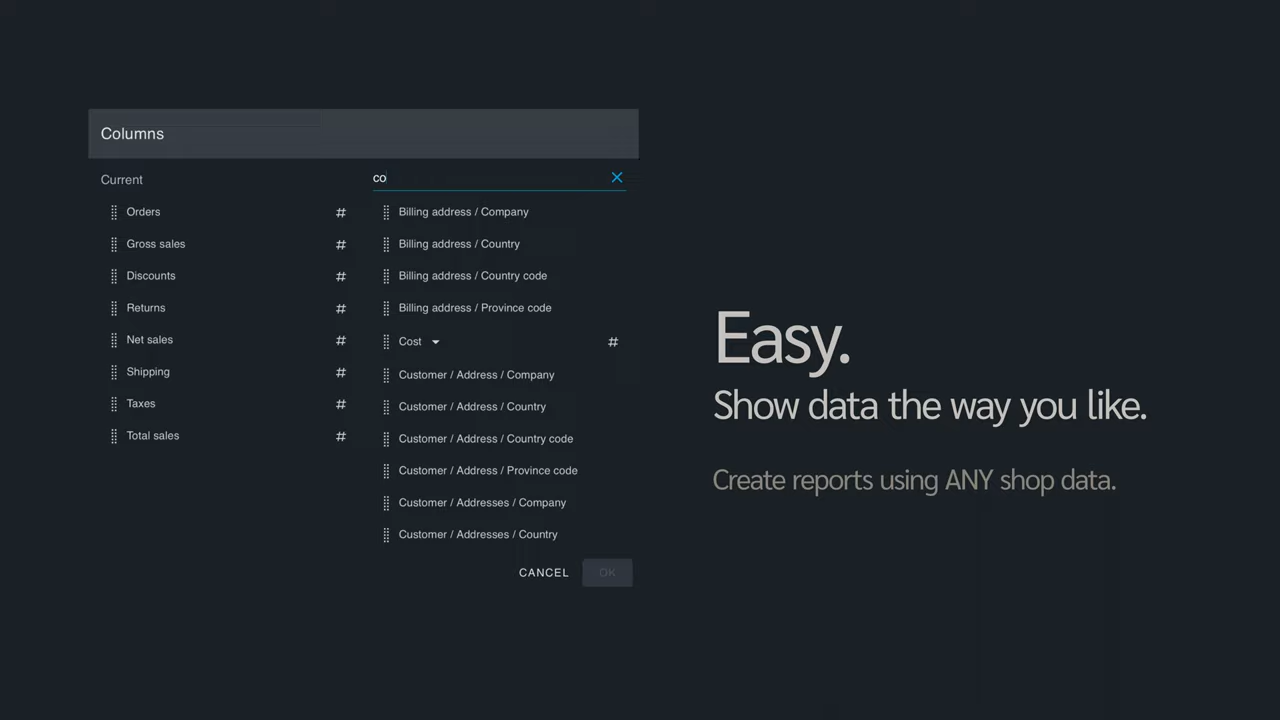 Columns
Current
Orders #
Gross sales #
Discounts #
Returns #
Net sales #
Shipping #
Taxes #
Total sales #
co
Billing address / Company
Billing address / Country
Billing address / Country code
Billing address / Province code
Cost #
Customer / Address / Company
Customer / Address / Country
Customer / Address / Country code
Customer / Address / Province code
Customer / Addresses / Company
Customer / Addresses / Country
CANCEL OK
Easy.
Show data the way you like.
Create reports using ANY shop data.